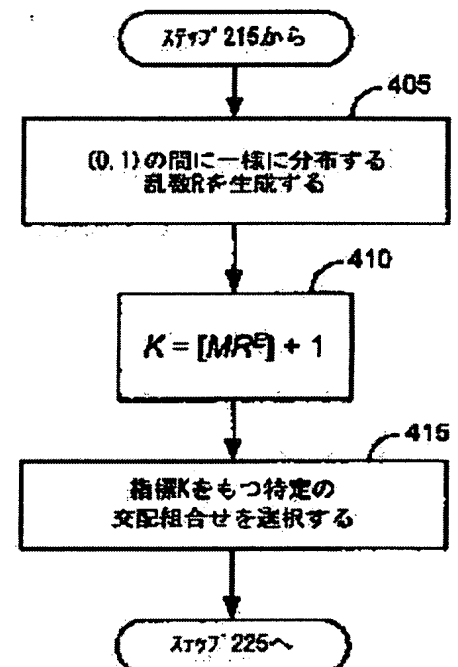 ステップ 215から
405
(0, 1)の間に一様に分布する
乱数Rを生成する
410
K = [MRᴱ] + 1
415
指標Kをもつ特定の
交配組合せを選択する
ステップ 225へ